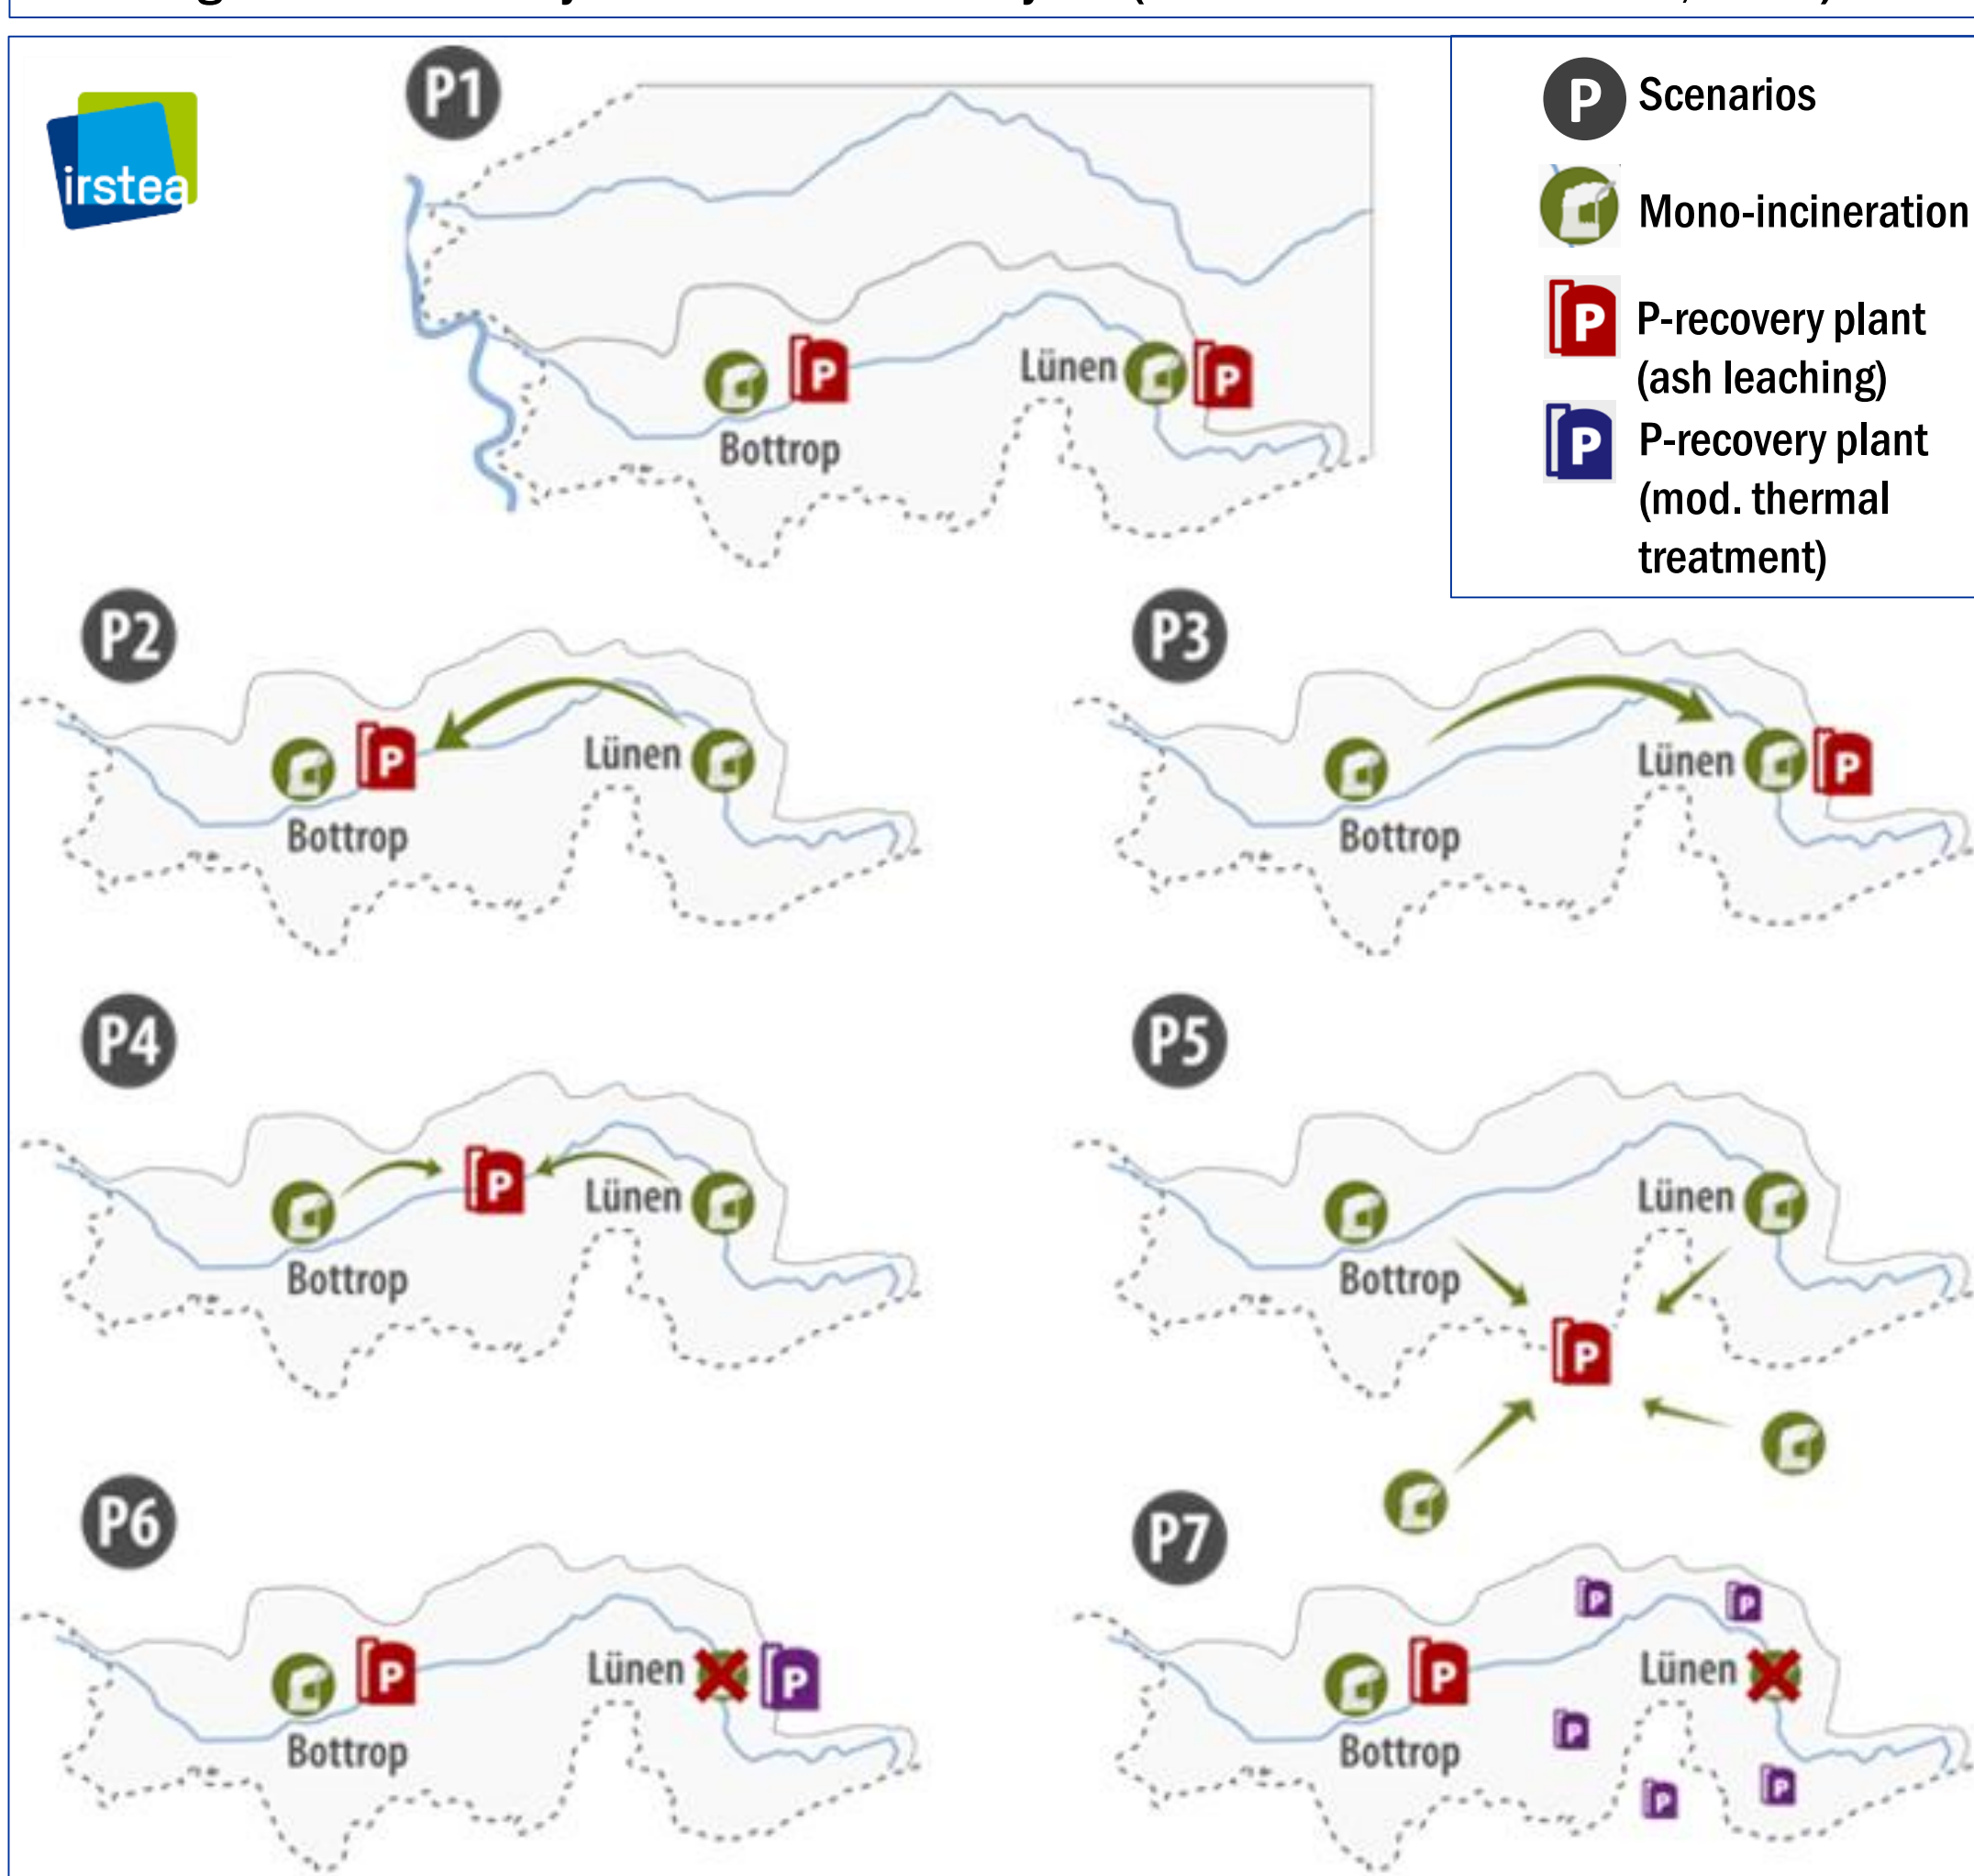 P1
irstea
Lünen
P
P
Bottrop
P Scenarios
Mono-incineration
P P-recovery plant
(ash leaching)
P P-recovery plant
(mod. thermal
treatment)
P2
P
Lünen
Bottrop
P3
Lünen
P
Bottrop
P4
P
Lünen
Bottrop
P5
Lünen
Bottrop
P
P6
P
Lünen
P
Bottrop
P7
P
P
P
Lünen
P
Bottrop
P
P